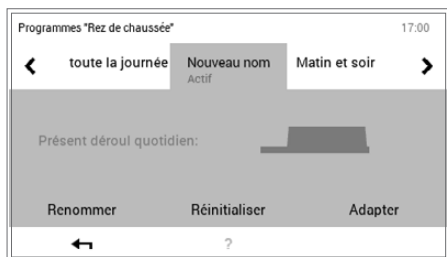 Programmes "Rez de chaussée" 17:00
toute la journée Nouveau nom Matin et soir
Actif
Présent déroul quotidien:
Renommer Réinitialiser Adapter
?